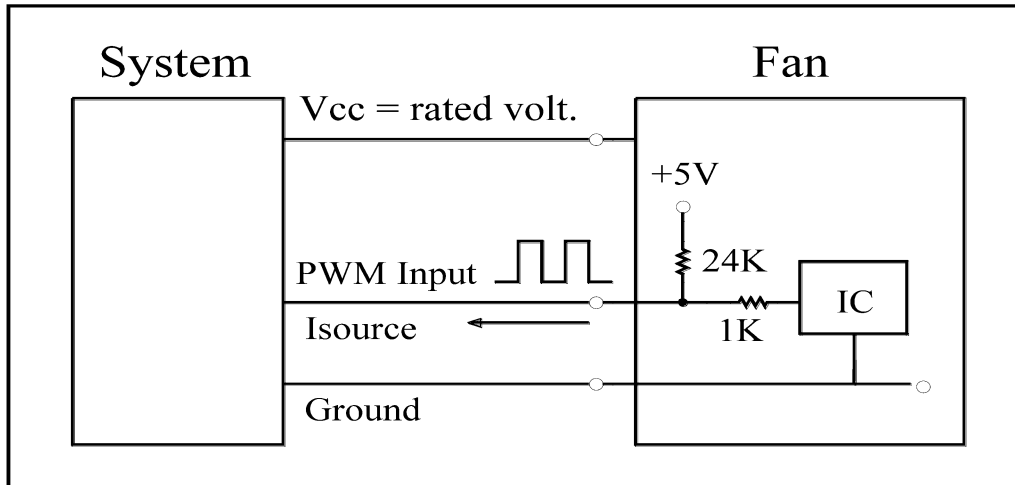 System
Fan
Vcc = rated volt.
+5V
24K
PWM Input
IC
Isource
1K
Ground